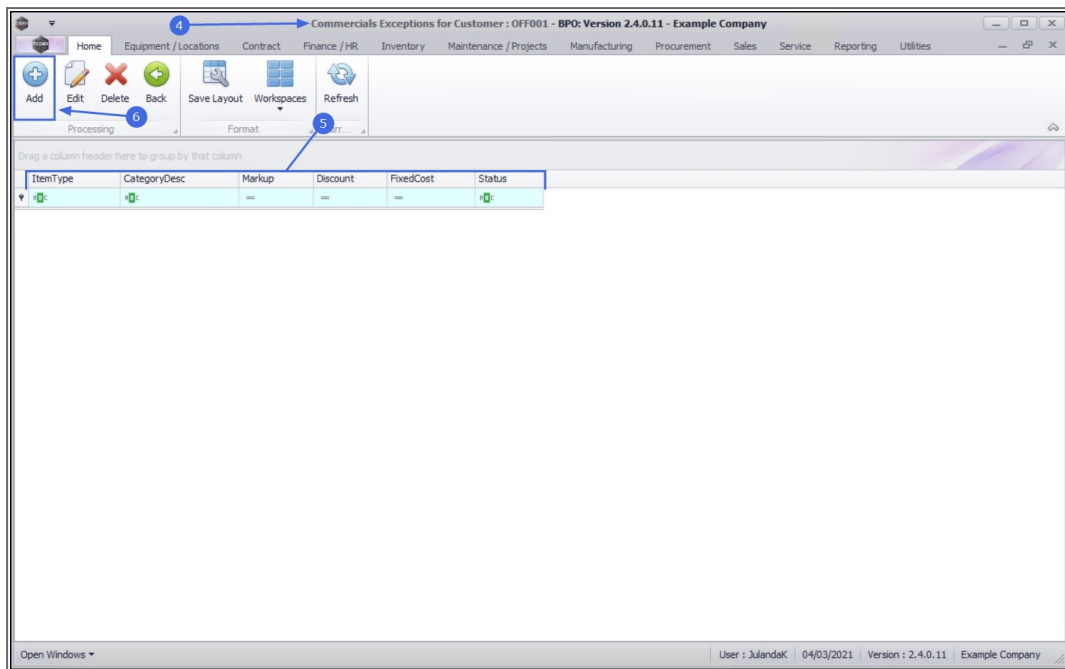 4
Commercials Exceptions for Customer : OFF001 - BPO: Version 2.4.0.11 - Example Company
Home Equipment / Locations Contract Finance / HR Inventory Maintenance / Projects Manufacturing Procurement Sales Service Reporting Utilities
Add Edit Delete Back Save Layout Workspaces Refresh
6
5
Processing Format
Drag a column header here to group by that column
ItemType CategoryDesc Markup Discount FixedCost Status
Open Windows User : JulandaK 04/03/2021 Version : 2.4.0.11 Example Company